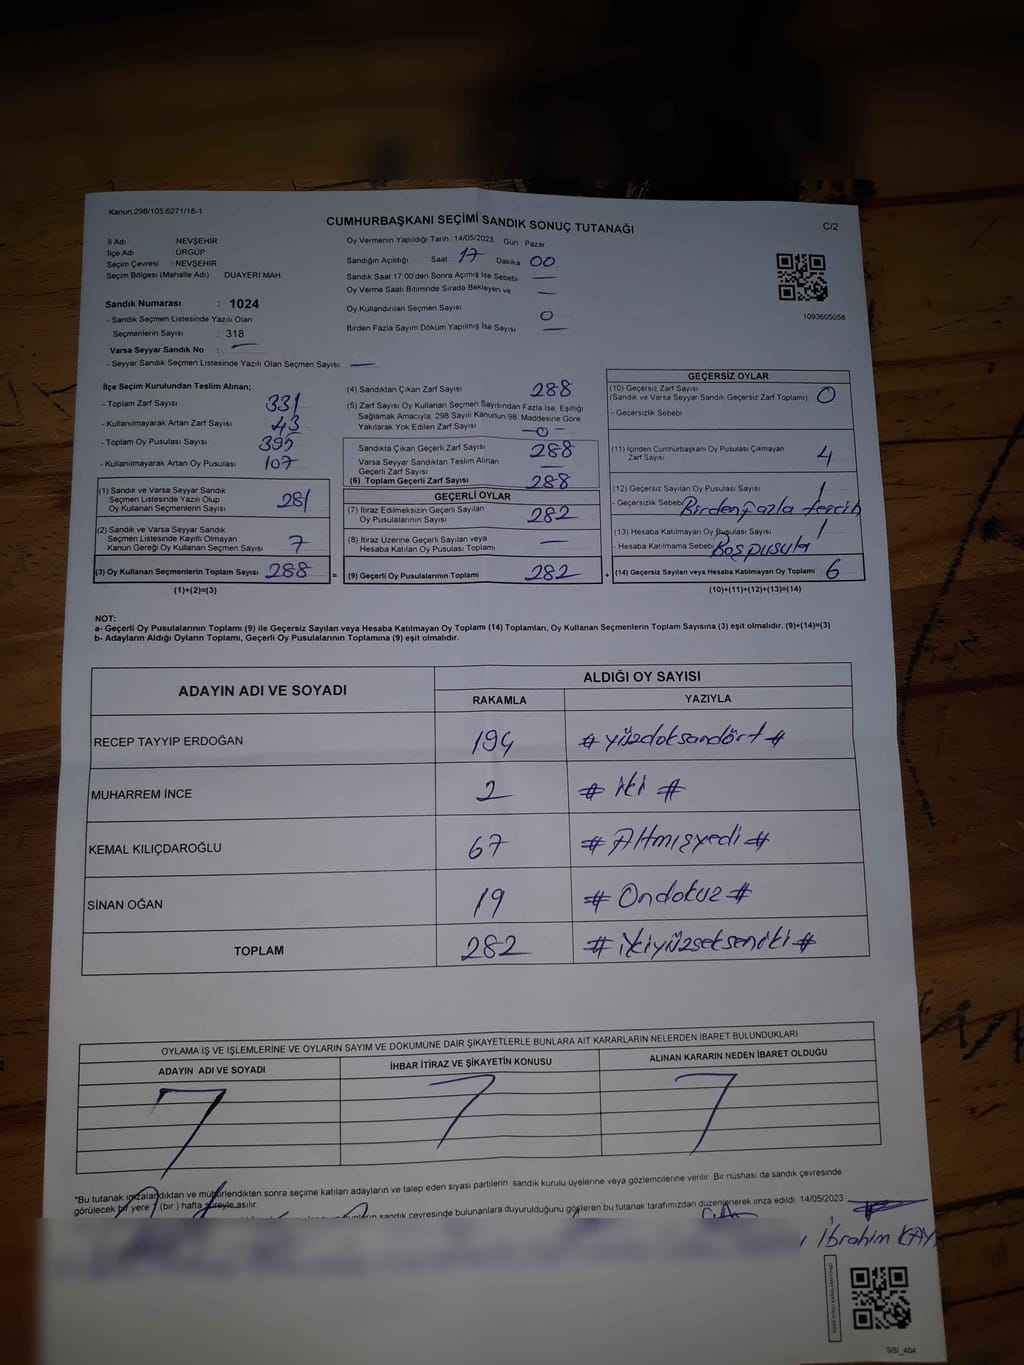 Kanun:298/105;6271/18-1
CUMHURBAŞKANI SEÇİMİ SANDIK SONUÇ TUTANAĞI
C/2
İl Adı : NEVŞEHİR
İlçe Adı : ÜRGÜP
Seçim Çevresi : NEVŞEHİR
Seçim Bölgesi (Mahalle Adı) DUAYERİ MAH
Sandık Numarası : 1024
- Sandık Seçmen Listesinde Yazılı Olan
Seçmenlerin Sayısı : 318
Varsa Seyyar Sandık No : —
- Seyyar Sandık Seçmen Listesinde Yazılı Olan Seçmen Sayısı: —
Oy Vermenin Yapıldığı Tarih :14/05/2023 Gün : Pazar
Sandığın Açıldığı Saat 17 Dakika 00
Sandık Saat 17:00'den Sonra Açılmış İse Sebebi —
Oy Verme Saati Bitiminde Sırada Bekleyen ve —
Oy Kullandırılan Seçmen Sayısı 0
Birden Fazla Sayım Döküm Yapılmış İse Sayısı —
1093605058
İlçe Seçim Kurulundan Teslim Alınan;
- Toplam Zarf Sayısı 331
- Kullanılmayarak Artan Zarf Sayısı 43
- Toplam Oy Pusulası Sayısı 395
- Kullanılmayarak Artan Oy Pusulası 107
(1) Sandık ve Varsa Seyyar Sandık
Seçmen Listesinde Yazılı Olup
Oy Kullanan Seçmenlerin Sayısı 281
(2) Sandık ve Varsa Seyyar Sandık
Seçmen Listesinde Kayıtlı Olmayan
Kanun Gereği Oy Kullanan Seçmen Sayısı 7
(3) Oy Kullanan Seçmenlerin Toplam Sayısı 288 =
(1)+(2)=(3)
(4) Sandıktan Çıkan Zarf Sayısı 288
(5) Zarf Sayısı Oy Kullanan Seçmen Sayısından Fazla İse, Eşitliği
Sağlamak Amacıyla; 298 Sayılı Kanunun 98. Maddesine Göre
Yakılarak Yok Edilen Zarf Sayısı -0-
Sandıkta Çıkan Geçerli Zarf Sayısı 288
Varsa Seyyar Sandıktan Teslim Alınan
Geçerli Zarf Sayısı —
(6) Toplam Geçerli Zarf Sayısı 288
GEÇERLİ OYLAR
(7) İtiraz Edilmeksizin Geçerli Sayılan
Oy Pusulalarının Sayısı 282
(8) İtiraz Üzerine Geçerli Sayılan veya
Hesaba Katılan Oy Pusulası Toplamı —
(9) Geçerli Oy Pusulalarının Toplamı 282 +
GEÇERSİZ OYLAR
(10) Geçersiz Zarf Sayısı
(Sandık ve Varsa Seyyar Sandık Geçersiz Zarf Toplamı) 0
- Geçersizlik Sebebi
(11) İçinden Cumhurbaşkanı Oy Pusulası Çıkmayan
Zarf Sayısı 4
(12) Geçersiz Sayılan Oy Pusulası Sayısı 1
- Geçersizlik Sebebi Birden fazla tercih
(13) Hesaba Katılmayan Oy Pusulası Sayısı 1
- Hesaba Katılmama Sebebi Boş pusula
(14) Geçersiz Sayılan veya Hesaba Katılmayan Oy Toplamı 6
(10)+(11)+(12)+(13)=(14)
NOT:
a- Geçerli Oy Pusulalarının Toplamı (9) ile Geçersiz Sayılan veya Hesaba Katılmayan Oy Toplamı (14) Toplamları, Oy Kullanan Seçmenlerin Toplam Sayısına (3) eşit olmalıdır. (9)+(14)=(3)
b- Adayların Aldığı Oyların Toplamı, Geçerli Oy Pusulalarının Toplamına (9) eşit olmalıdır.
ADAYIN ADI VE SOYADI
ALDIĞI OY SAYISI
RAKAMLA YAZIYLA
RECEP TAYYİP ERDOĞAN 194 # yüzdoksandört #
MUHARREM İNCE 2 # iki #
KEMAL KILIÇDAROĞLU 67 # Altmışyedi #
SİNAN OĞAN 19 # Ondokuz #
TOPLAM 282 # ikiyüzsekseniki #
OYLAMA İŞ VE İŞLEMLERİNE VE OYLARIN SAYIM VE DÖKÜMÜNE DAİR ŞİKAYETLERLE BUNLARA AİT KARARLARIN NELERDEN İBARET BULUNDUKLARI
ADAYIN ADI VE SOYADI İHBAR İTİRAZ VE ŞİKAYETİN KONUSU ALINAN KARARIN NEDEN İBARET OLDUĞU
*Bu tutanak imzalandıktan ve mühürlendikten sonra seçime katılan adayların ve talep eden siyasi partilerin sandık kurulu üyelerine veya gözlemcilerine verilir. Bir nüshası da sandık çevresinde
görülecek bir yere 7 (bir ) hafta süreyle asılır.
sandık çevresinde bulunanlara duyurulduğunu gösteren bu tutanak tarafımızdan düzenlenerek imza edildi. 14/05/2023
İbrahim KAY
SSI_404